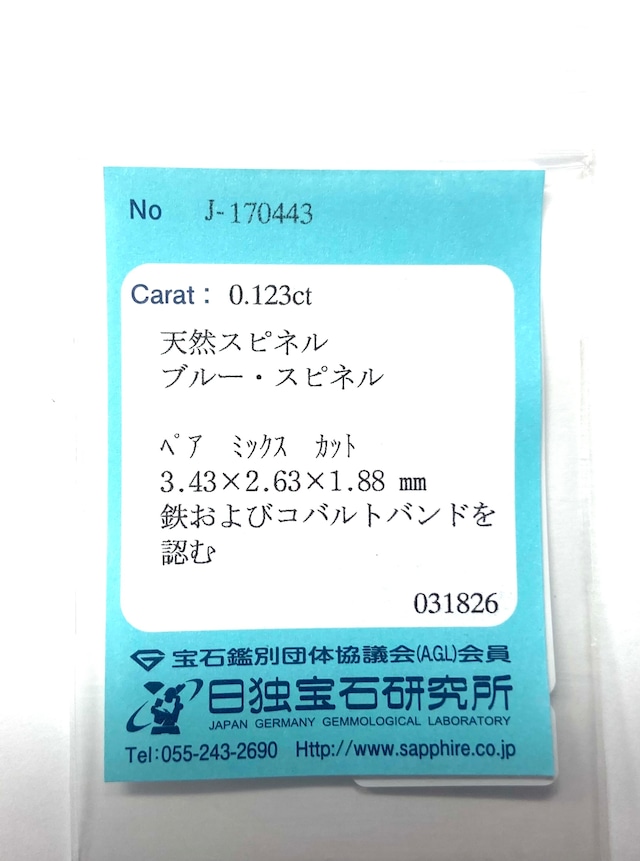 No J-170443
Carat: 0.123ct
天然スピネル
ブルー・スピネル
ﾍﾟｱ ﾐｯｸｽ ｶｯﾄ
3.43×2.63×1.88 mm
鉄およびコバルトバンドを
認む
031826
宝石鑑別団体協議会(A.G.L)会員
日独宝石研究所
JAPAN GERMANY GEMMOLOGICAL LABORATORY
Tel:055-243-2690 Http://www.sapphire.co.jp